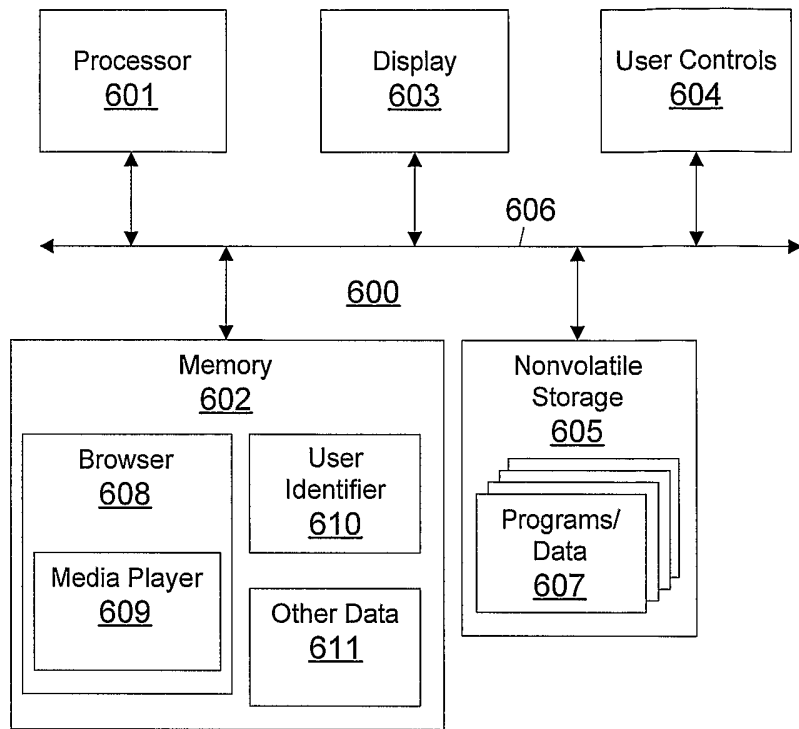 Processor
601
Display
603
User Controls
604
606
600
Memory
602
Browser
608
Media Player
609
User
Identifier
610
Other Data
611
Nonvolatile
Storage
605
Programs/
Data
607